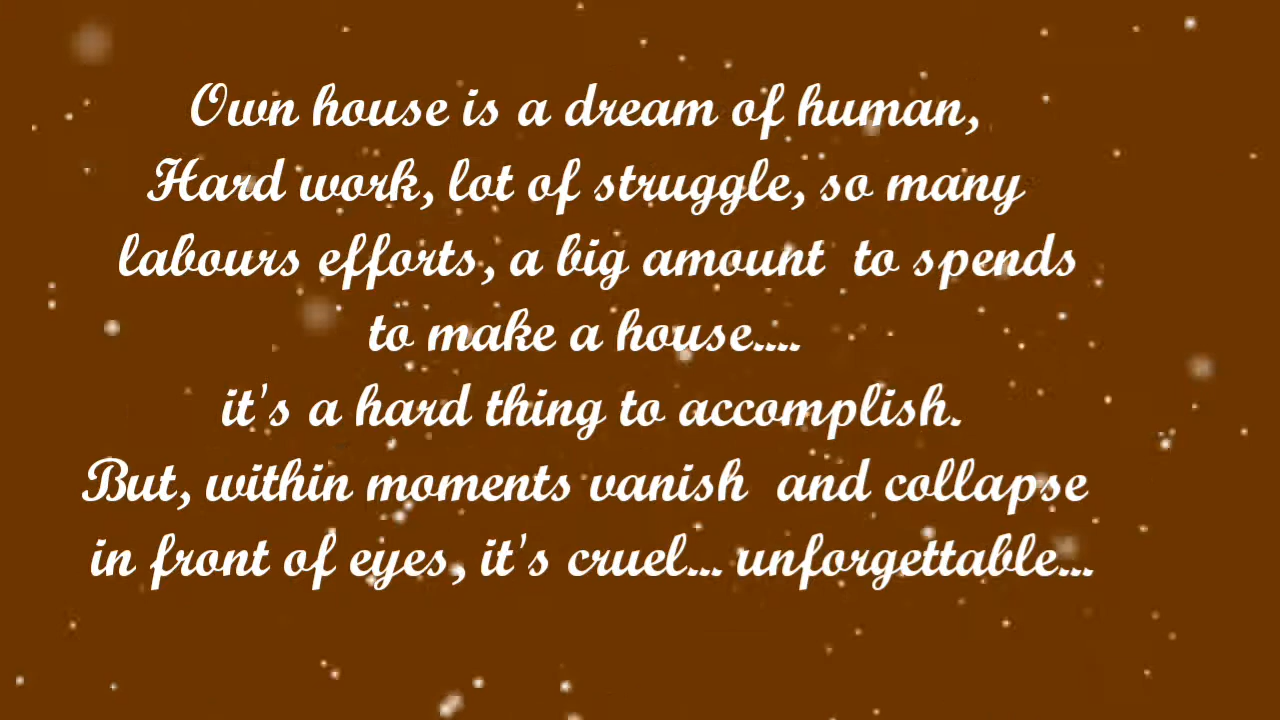 Own house is a dream of human,
Hard work, lot of struggle, so many
labours efforts, a big amount to spends
to make a house....
it's a hard thing to accomplish.
But, within moments vanish and collapse
in front of eyes, it's cruel... unforgettable...